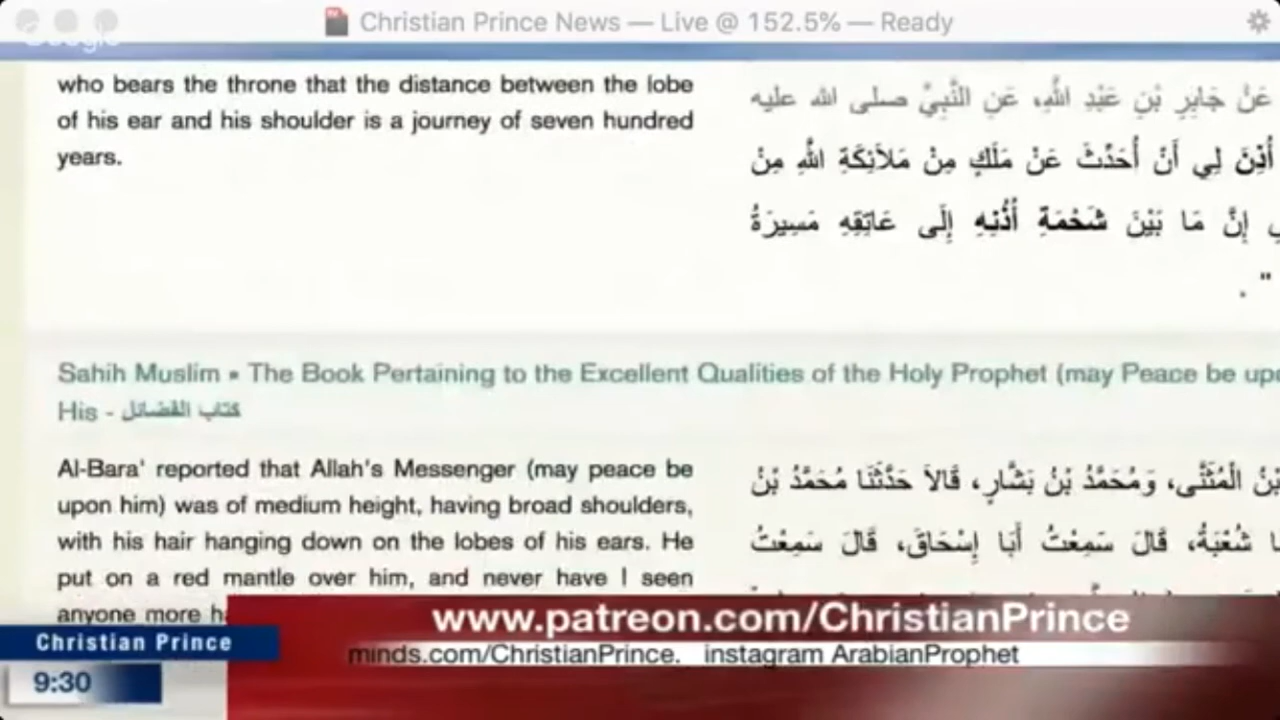 Christian Prince News — Live @ 152.5% — Ready
Google
who bears the throne that the distance between the lobe
of his ear and his shoulder is a journey of seven hundred
years.
عَنْ جَابِرِ بْنِ عَبْدِ اللَّهِ، عَنِ النَّبِيِّ صلى الله عليه
أُذِنَ لِي أَنْ أُحَدِّثَ عَنْ مَلَكٍ مِنْ مَلاَئِكَةِ اللَّهِ مِنْ
إِنَّ مَا بَيْنَ شَحْمَةِ أُذُنِهِ إِلَى عَاتِقِهِ مَسِيرَةُ
" .
Sahih Muslim » The Book Pertaining to the Excellent Qualities of the Holy Prophet (may Peace be upo
His - كتاب الفضائل
Al-Bara' reported that Allah's Messenger (may peace be
upon him) was of medium height, having broad shoulders,
with his hair hanging down on the lobes of his ears. He
put on a red mantle over him, and never have I seen
anyone more h
بْنُ الْمُثَنَّى، وَمُحَمَّدُ بْنُ بَشَّارٍ، قَالاَ حَدَّثَنَا مُحَمَّدُ بْنُ
شُعْبَةُ، قَالَ سَمِعْتُ أَبَا إِسْحَاقَ، قَالَ سَمِعْتُ
www.patreon.com/ChristianPrince
Christian Prince
minds.com/ChristianPrince. instagram ArabianProphet
9:30